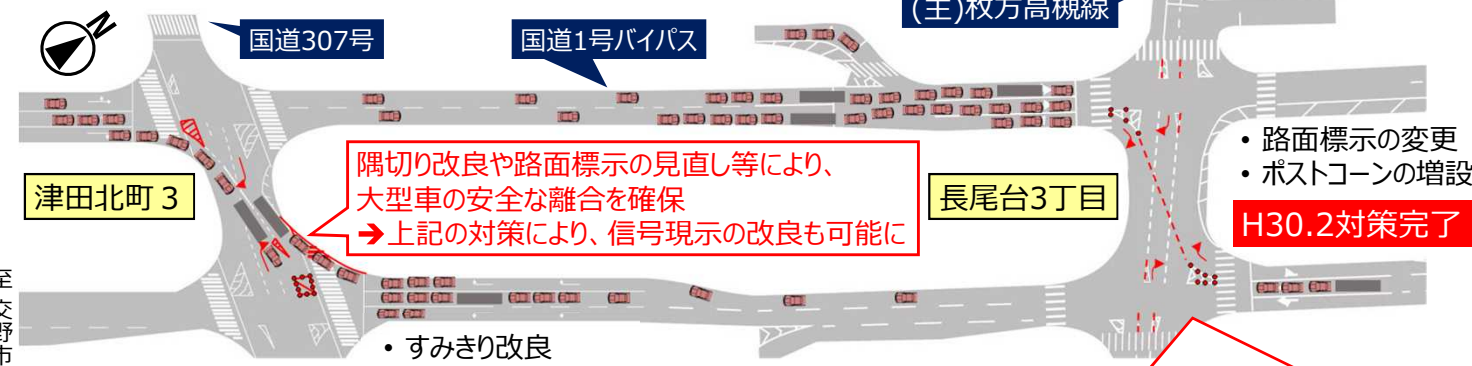 (主)枚方高槻線
N
国道307号
国道1号バイパス
隅切り改良や路面標示の見直し等により、
大型車の安全な離合を確保
➔上記の対策により、信号現示の改良も可能に
津田北町3
長尾台3丁目
• 路面標示の変更
• ポストコーンの増設
H30.2対策完了
至 交野市
• すみきり改良